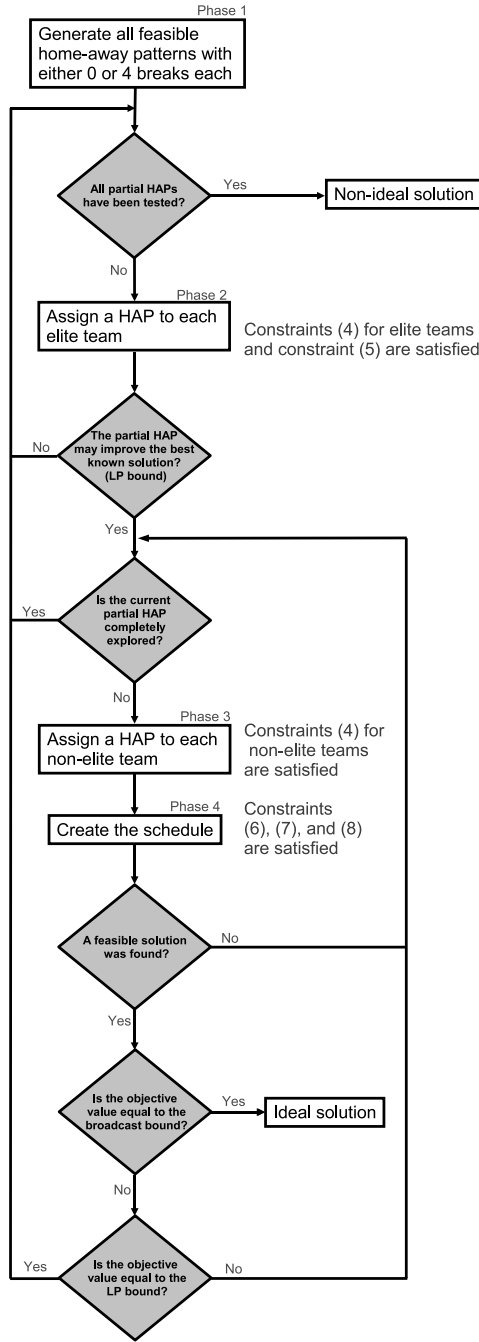 Phase 1
Generate all feasible
home-away patterns with
either 0 or 4 breaks each
All partial HAPs
have been tested?
Yes
Non-ideal solution
No
Phase 2
Assign a HAP to each
elite team
Constraints (4) for elite teams
and constraint (5) are satisfied
The partial HAP
may improve the best
known solution?
(LP bound)
No
Yes
Is the current
partial HAP
completely
explored?
Yes
No
Phase 3
Assign a HAP to each
non-elite team
Constraints (4) for
non-elite teams
are satisfied
Phase 4
Create the schedule
Constraints
(6), (7), and (8)
are satisfied
A feasible solution
was found?
No
Yes
Is the objective
value equal to the
broadcast bound?
Yes
Ideal solution
No
Is the objective
value equal to the
LP bound?
Yes
No